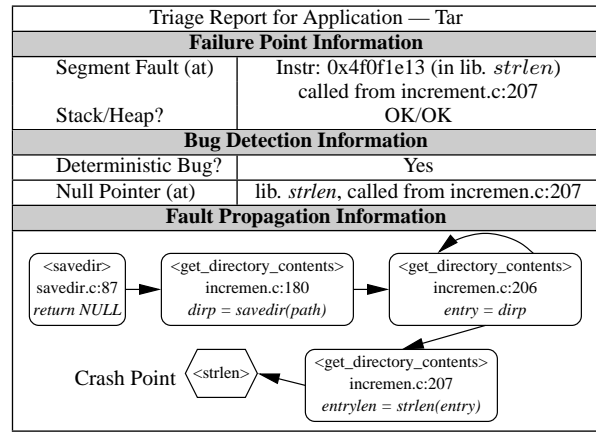 Triage Report for Application — Tar
Failure Point Information
Segment Fault (at) Instr: 0x4f0f1e13 (in lib. strlen)
called from increment.c:207
Stack/Heap? OK/OK
Bug Detection Information
Deterministic Bug? Yes
Null Pointer (at) lib. strlen, called from incremen.c:207
Fault Propagation Information
<savedir>
savedir.c:87
return NULL
<get_directory_contents>
incremen.c:180
dirp = savedir(path)
<get_directory_contents>
incremen.c:206
entry = dirp
Crash Point
<strlen>
<get_directory_contents>
incremen.c:207
entrylen = strlen(entry)